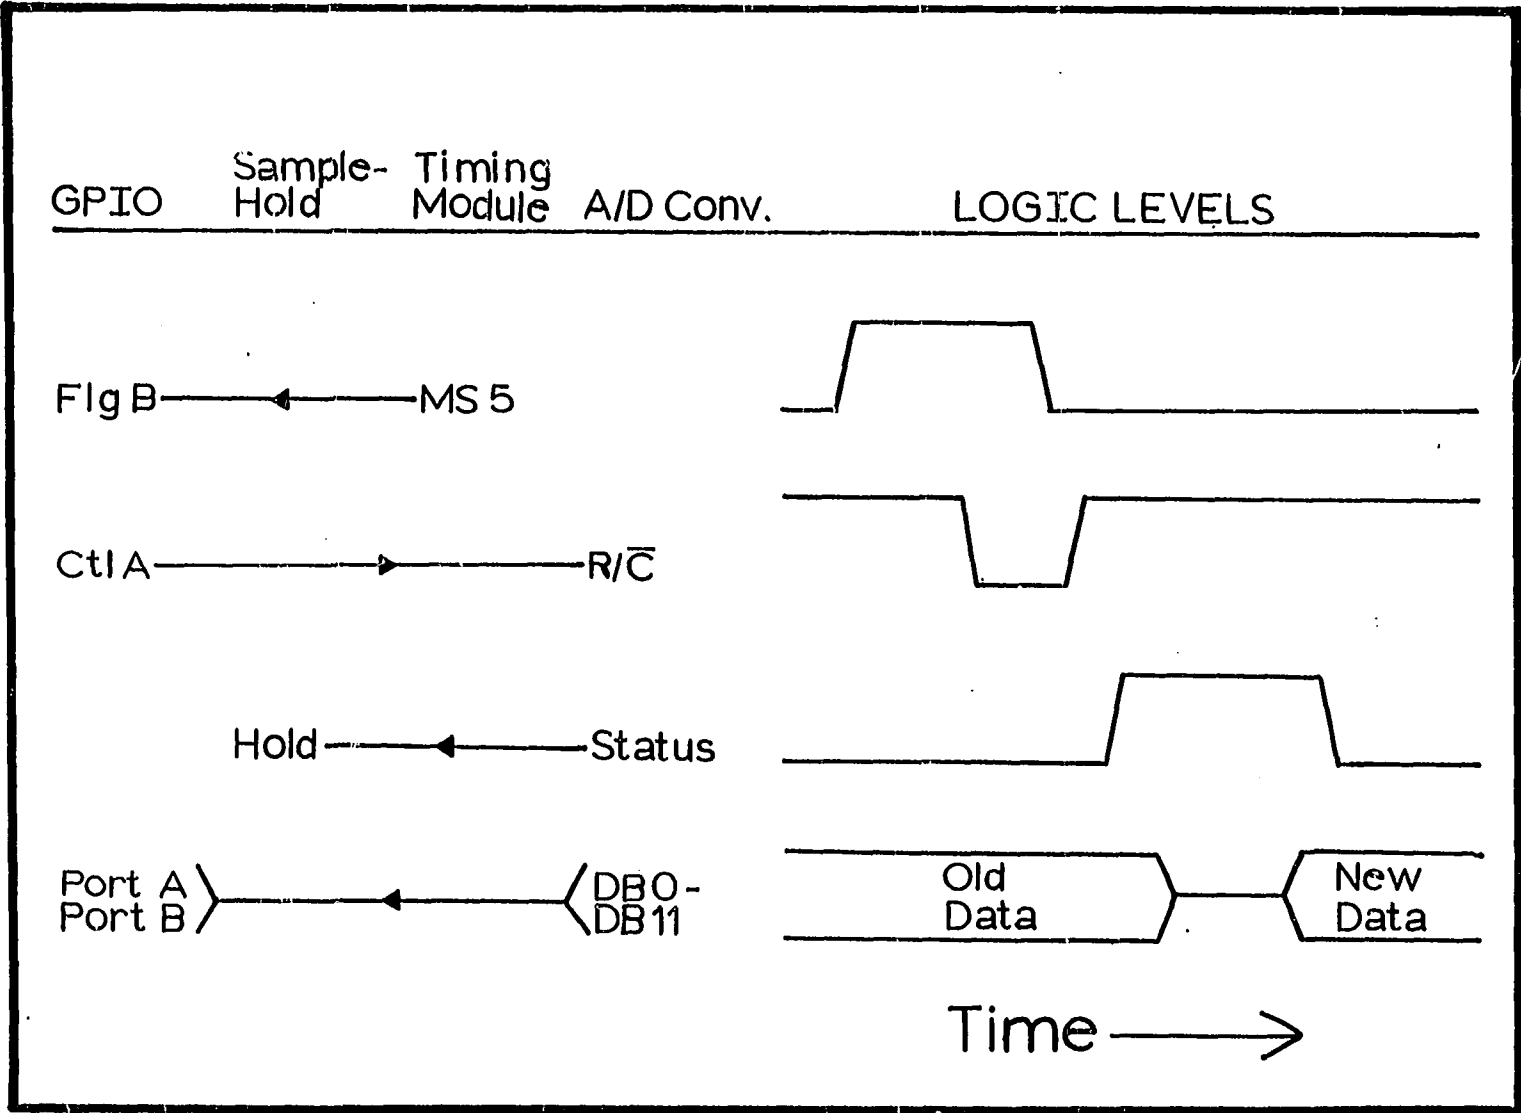 GPIO Sample-Hold Timing Module A/D Conv. LOGIC LEVELS
Flg B MS 5
Ctl A R/C̅
Hold Status
Port A DB0- Old New
Port B DB11 Data Data
Time